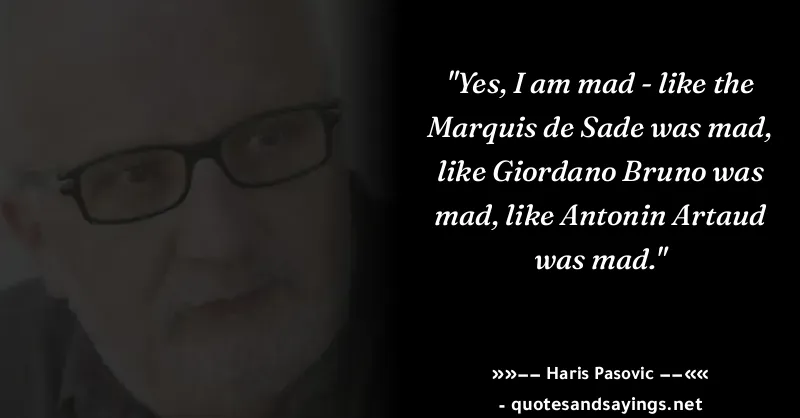 "Yes, I am mad - like the
Marquis de Sade was mad,
like Giordano Bruno was
mad, like Antonin Artaud
was mad."
»»-- Haris Pasovic --««
- quotesandsayings.net